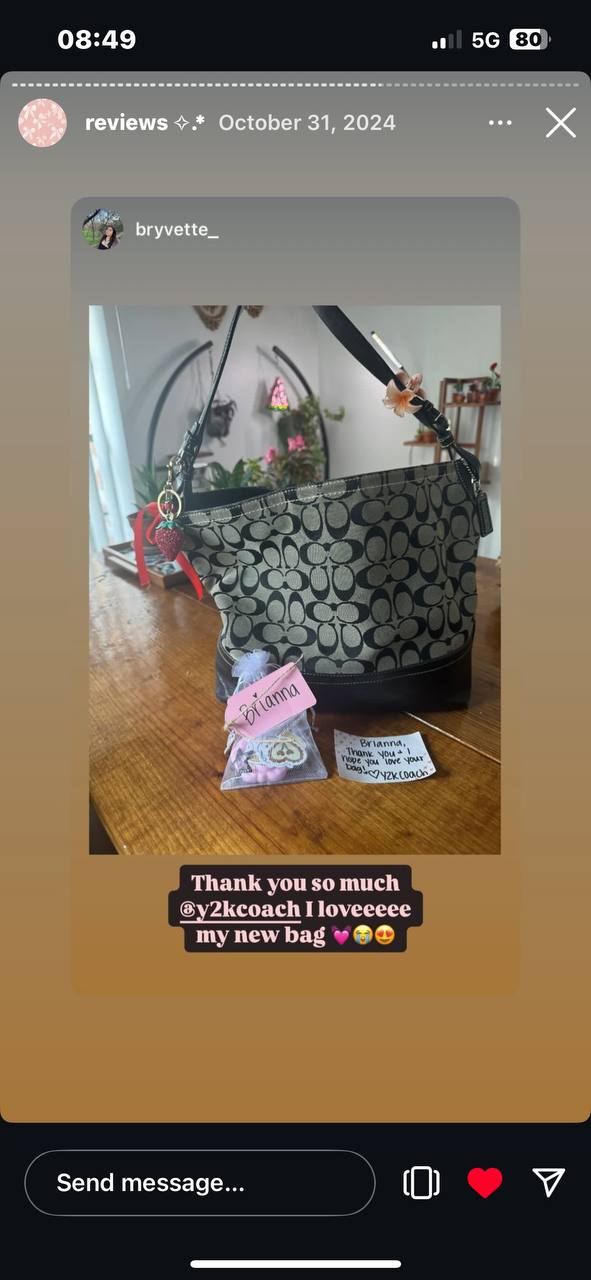 08:49
5G
80
reviews ✧.* October 31, 2024
bryvette_
Brianna
Brianna,
Thank you + I
hope you love your
bag! ♡ Y2KCOACH
Thank you so much
@y2kcoach I loveeeee
my new bag 💓😭😍
Send message...